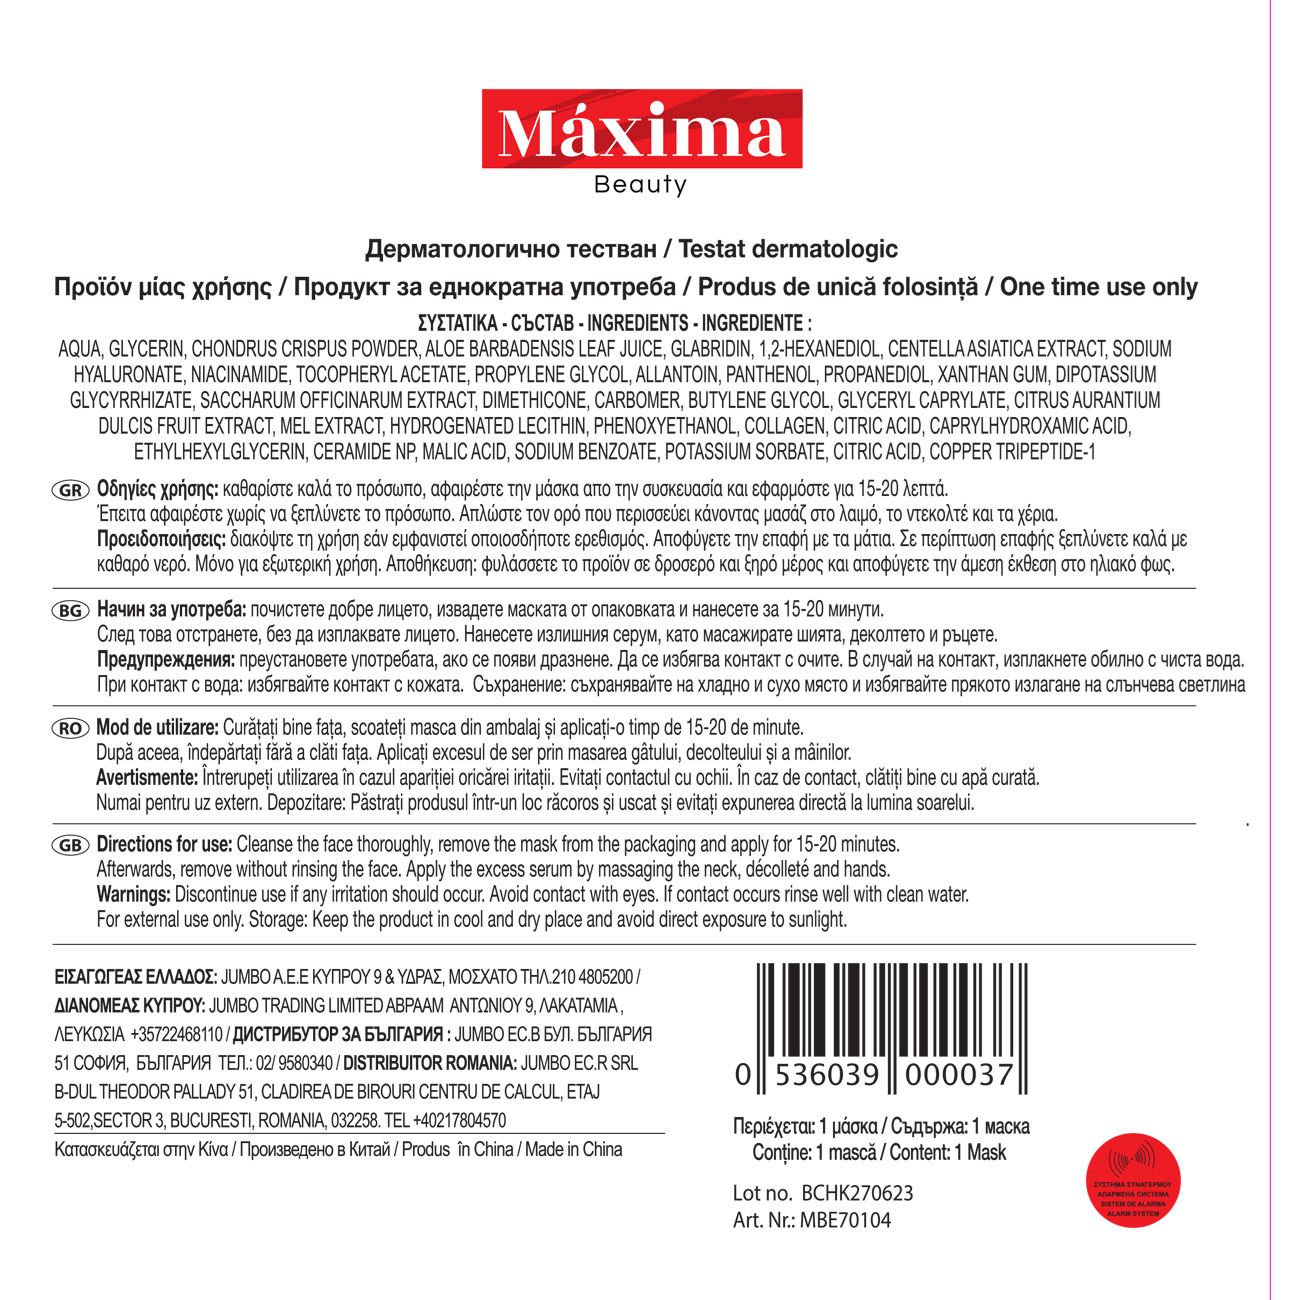 Máxima
Beauty
Дерматологично тестван / Testat dermatologic
Προϊόν μίας χρήσης / Продукт за еднократна употреба / Produs de unică folosință / One time use only
ΣΥΣΤΑΤΙΚΑ - СЪСТАВ - INGREDIENTS - INGREDIENTE :
AQUA, GLYCERIN, CHONDRUS CRISPUS POWDER, ALOE BARBADENSIS LEAF JUICE, GLABRIDIN, 1,2-HEXANEDIOL, CENTELLA ASIATICA EXTRACT, SODIUM
HYALURONATE, NIACINAMIDE, TOCOPHERYL ACETATE, PROPYLENE GLYCOL, ALLANTOIN, PANTHENOL, PROPANEDIOL, XANTHAN GUM, DIPOTASSIUM
GLYCYRRHIZATE, SACCHARUM OFFICINARUM EXTRACT, DIMETHICONE, CARBOMER, BUTYLENE GLYCOL, GLYCERYL CAPRYLATE, CITRUS AURANTIUM
DULCIS FRUIT EXTRACT, MEL EXTRACT, HYDROGENATED LECITHIN, PHENOXYETHANOL, COLLAGEN, CITRIC ACID, CAPRYLHYDROXAMIC ACID,
ETHYLHEXYLGLYCERIN, CERAMIDE NP, MALIC ACID, SODIUM BENZOATE, POTASSIUM SORBATE, CITRIC ACID, COPPER TRIPEPTIDE-1
GR Οδηγίες χρήσης: καθαρίστε καλά το πρόσωπο, αφαιρέστε την μάσκα απο την συσκευασία και εφαρμόστε για 15-20 λεπτά.
Έπειτα αφαιρέστε χωρίς να ξεπλύνετε το πρόσωπο. Απλώστε τον ορό που περισσεύει κάνοντας μασάζ στο λαιμό, το ντεκολτέ και τα χέρια.
Προειδοποιήσεις: διακόψτε τη χρήση εάν εμφανιστεί οποιοσδήποτε ερεθισμός. Αποφύγετε την επαφή με τα μάτια. Σε περίπτωση επαφής ξεπλύνετε καλά με
καθαρό νερό. Μόνο για εξωτερική χρήση. Αποθήκευση: φυλάσσετε το προϊόν σε δροσερό και ξηρό μέρος και αποφύγετε την άμεση έκθεση στο ηλιακό φως.
BG Начин за употреба: почистете добре лицето, извадете маската от опаковката и нанесете за 15-20 минути.
След това отстранете, без да изплаквате лицето. Нанесете излишния серум, като масажирате шията, деколтето и ръцете.
Предупреждения: преустановете употребата, ако се появи дразнене. Да се избягва контакт с очите. В случай на контакт, изплакнете обилно с чиста вода.
При контакт с вода: избягвайте контакт с кожата. Съхранение: съхранявайте на хладно и сухо място и избягвайте прякото излагане на слънчева светлина
RO Mod de utilizare: Curățați bine fața, scoateți masca din ambalaj și aplicați-o timp de 15-20 de minute.
După aceea, îndepărtați fără a clăti fața. Aplicați excesul de ser prin masarea gâtului, decolteului și a mâinilor.
Avertismente: Întrerupeți utilizarea în cazul apariției oricărei iritații. Evitați contactul cu ochii. În caz de contact, clătiți bine cu apă curată.
Numai pentru uz extern. Depozitare: Păstrați produsul într-un loc răcoros și uscat și evitați expunerea directă la lumina soarelui.
GB Directions for use: Cleanse the face thoroughly, remove the mask from the packaging and apply for 15-20 minutes.
Afterwards, remove without rinsing the face. Apply the excess serum by massaging the neck, décolleté and hands.
Warnings: Discontinue use if any irritation should occur. Avoid contact with eyes. If contact occurs rinse well with clean water.
For external use only. Storage: Keep the product in cool and dry place and avoid direct exposure to sunlight.
ΕΙΣΑΓΩΓΕΑΣ ΕΛΛΑΔΟΣ: JUMBO A.E.E ΚΥΠΡΟΥ 9 & ΥΔΡΑΣ, ΜΟΣΧΑΤΟ ΤΗΛ.210 4805200 /
ΔΙΑΝΟΜΕΑΣ ΚΥΠΡΟΥ: JUMBO TRADING LIMITED ΑΒΡΑΑΜ ΑΝΤΩΝΙΟΥ 9, ΛΑΚΑΤΑΜΙΑ ,
ΛΕΥΚΩΣΙΑ +35722468110 / ДИСТРИБУТОР ЗА БЪЛГАРИЯ : JUMBO EC.B БУЛ. БЪЛГАРИЯ
51 СОФИЯ, БЪЛГАРИЯ ТЕЛ.: 02/ 9580340 / DISTRIBUITOR ROMANIA: JUMBO EC.R SRL
B-DUL THEODOR PALLADY 51, CLADIREA DE BIROURI CENTRU DE CALCUL, ETAJ
5-502,SECTOR 3, BUCURESTI, ROMANIA, 032258. TEL +40217804570
Κατασκευάζεται στην Κίνα / Произведено в Китай / Produs în China / Made in China
0 536039 000037
Περιέχεται: 1 μάσκα / Съдържа: 1 маска
Conține: 1 mască / Content: 1 Mask
Lot no. BCHK270623
Art. Nr.: MBE70104
ΣΥΣΤΗΜΑ ΣΥΝΑΓΕΡΜΟΥ
АПАРМЕНА СИСТЕМА
SISTEM DE ALARMA
ALARM SYSTEM